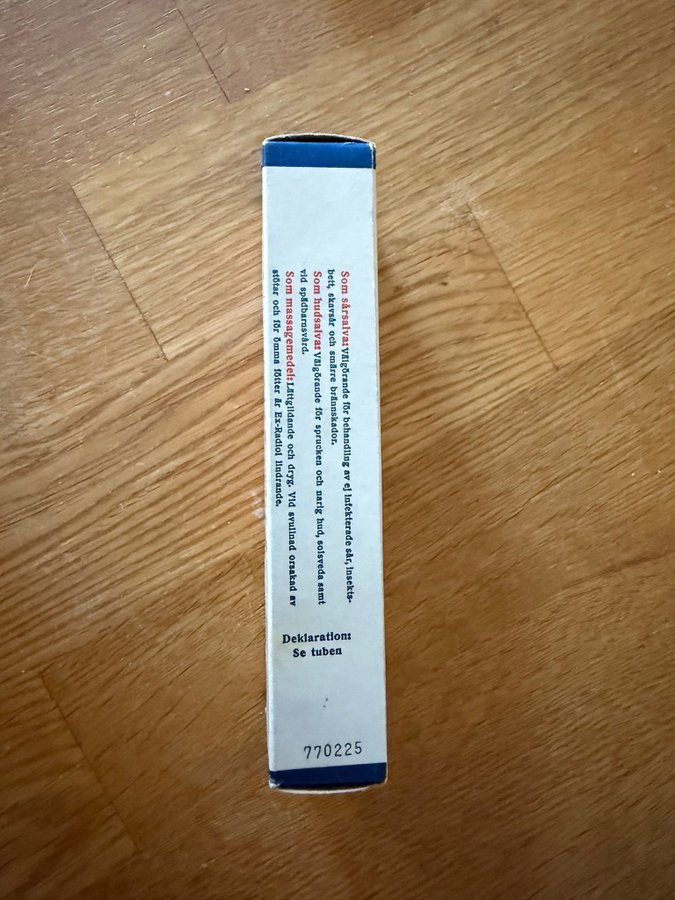 Som sårsalva: Välgörande för behandling av ej infekterade sår, insekts-
bett, skavsår och smärre brännskador.
Som hudsalva: Välgörande för sprucken och narig hud, solsveda samt
vid spädbarnsvård.
Som massagemedel: Lättglidande och dryg. Vid svullnad orsakad av
stötar och för ömma fötter är Ex-Radiol lindrande.
Deklaration:
Se tuben
770225